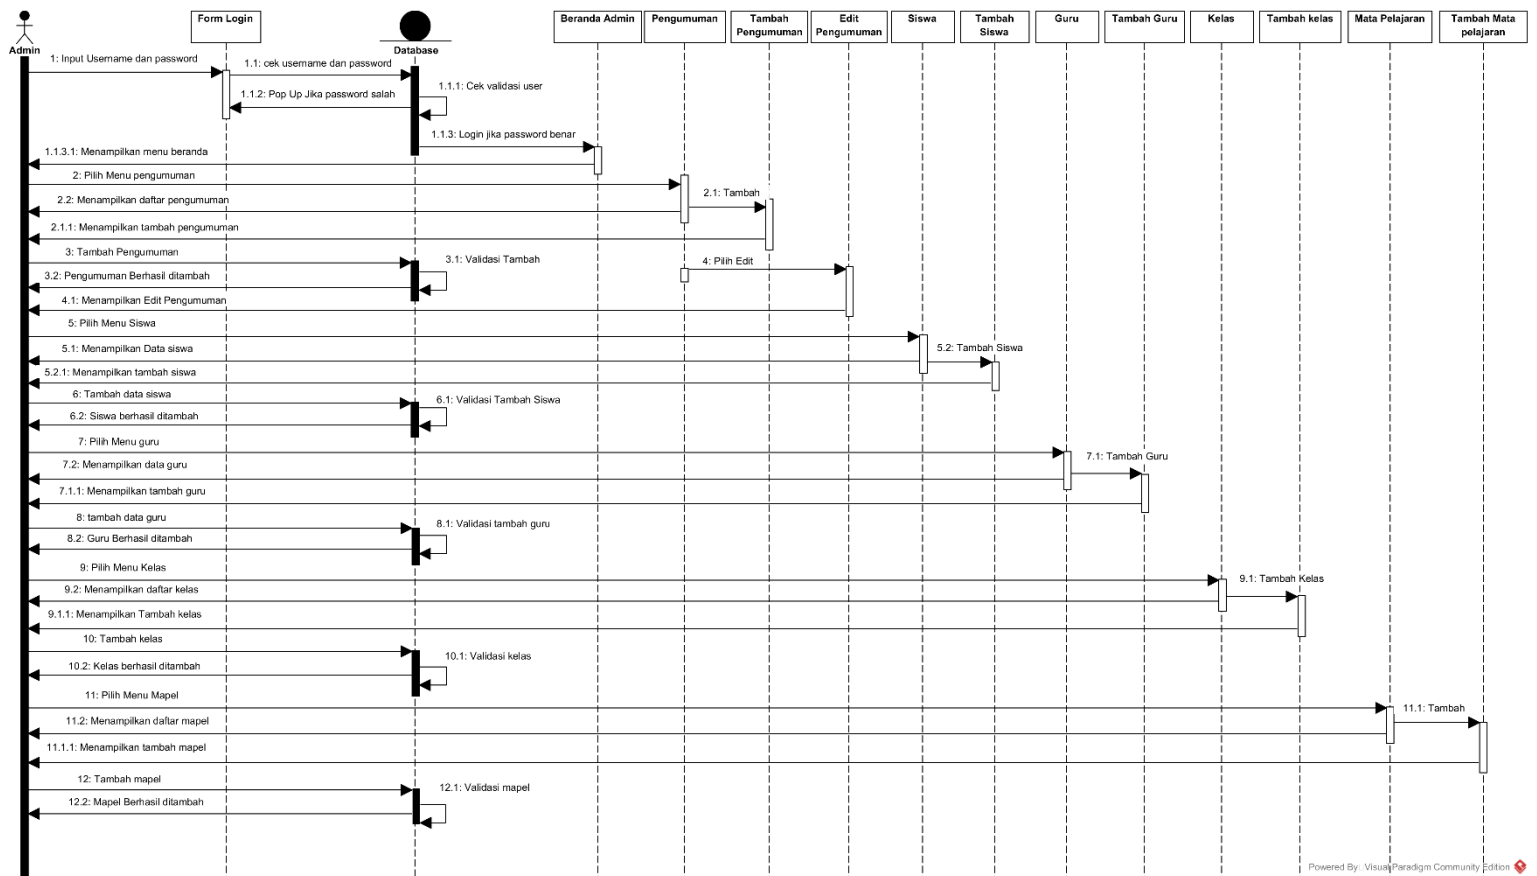 Admin
Form Login
Database
Beranda Admin
Pengumuman
Tambah
Pengumuman
Edit
Pengumuman
Siswa
Tambah
Siswa
Guru
Tambah Guru
Kelas
Tambah kelas
Mata Pelajaran
Tambah Mata
pelajaran
1: Input Username dan password
1.1: cek username dan password
1.1.1: Cek validasi user
1.1.2: Pop Up Jika password salah
1.1.3: Login jika password benar
1.1.3.1: Menampilkan menu beranda
2: Pilih Menu pengumuman
2.1: Tambah
2.2: Menampilkan daftar pengumuman
2.1.1: Menampilkan tambah pengumuman
3: Tambah Pengumuman
3.1: Validasi Tambah
4: Pilih Edit
3.2: Pengumuman Berhasil ditambah
4.1: Menampilkan Edit Pengumuman
5: Pilih Menu Siswa
5.1: Menampilkan Data siswa
5.2: Tambah Siswa
5.2.1: Menampilkan tambah siswa
6: Tambah data siswa
6.1: Validasi Tambah Siswa
6.2: Siswa berhasil ditambah
7: Pilih Menu guru
7.1: Tambah Guru
7.2: Menampilkan data guru
7.1.1: Menampilkan tambah guru
8: tambah data guru
8.1: Validasi tambah guru
8.2: Guru Berhasil ditambah
9: Pilih Menu Kelas
9.1: Tambah Kelas
9.2: Menampilkan daftar kelas
9.1.1: Menampilkan Tambah kelas
10: Tambah kelas
10.1: Validasi kelas
10.2: Kelas berhasil ditambah
11: Pilih Menu Mapel
11.1: Tambah
11.2: Menampilkan daftar mapel
11.1.1: Menampilkan tambah mapel
12: Tambah mapel
12.1: Validasi mapel
12.2: Mapel Berhasil ditambah
Powered By: Visual Paradigm Community Edition